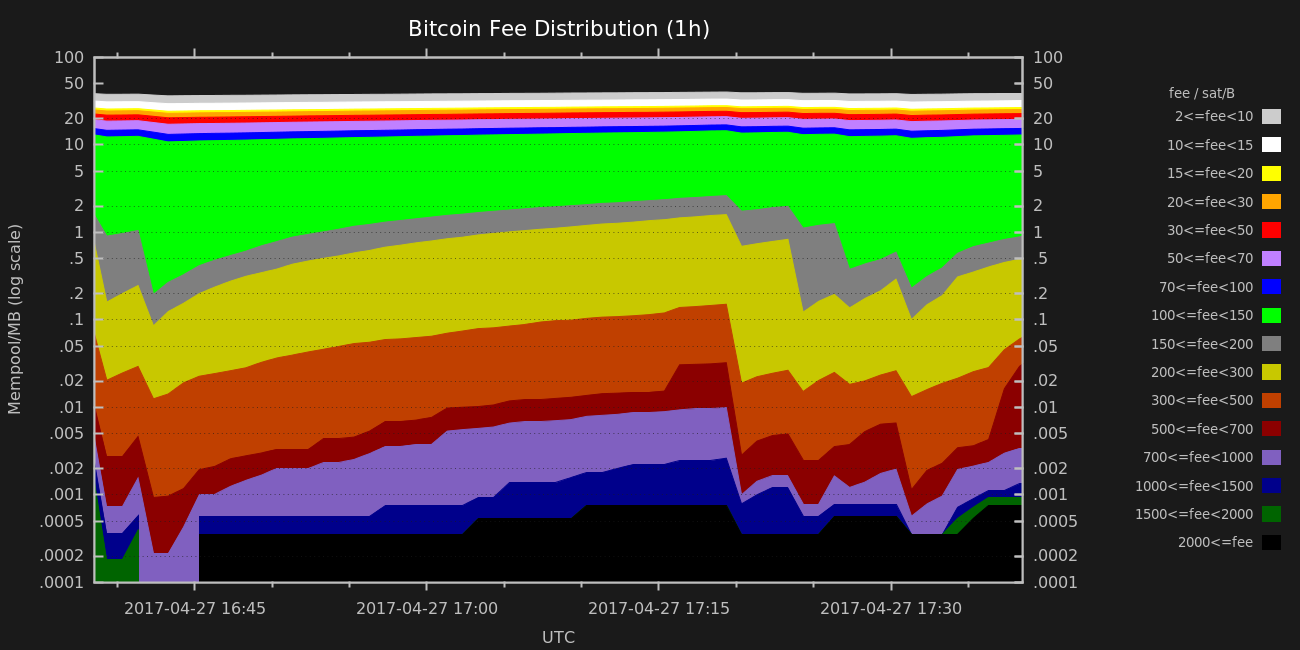 Bitcoin Fee Distribution (1h)
100
50
20
10
5
2
1
.5
.2
.1
.05
.02
.01
.005
.002
.001
.0005
.0002
.0001
Mempool/MB (log scale)
100
50
20
10
5
2
1
.5
.2
.1
.05
.02
.01
.005
.002
.001
.0005
.0002
.0001
2017-04-27 16:45
2017-04-27 17:00
2017-04-27 17:15
2017-04-27 17:30
UTC
fee / sat/B
2<=fee<10
10<=fee<15
15<=fee<20
20<=fee<30
30<=fee<50
50<=fee<70
70<=fee<100
100<=fee<150
150<=fee<200
200<=fee<300
300<=fee<500
500<=fee<700
700<=fee<1000
1000<=fee<1500
1500<=fee<2000
2000<=fee